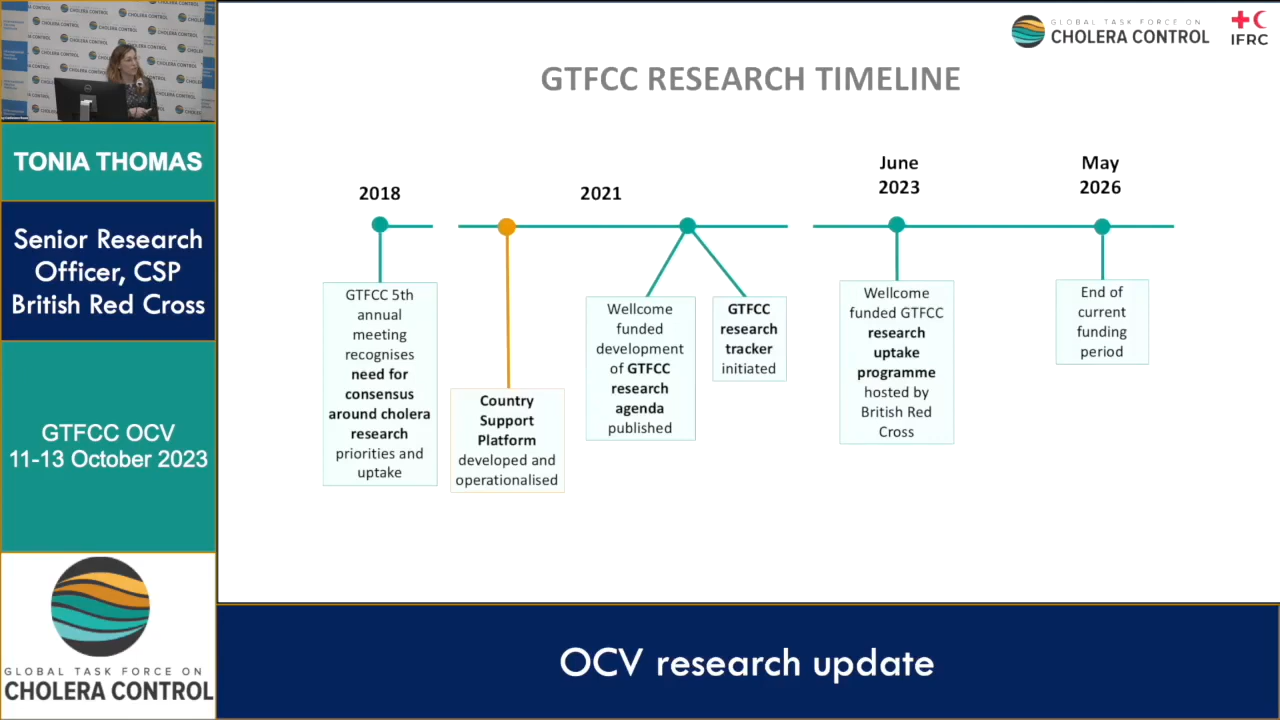 TONIA THOMAS
Senior Research
Officer, CSP
British Red Cross
GTFCC OCV
11-13 October 2023
GLOBAL TASK FORCE ON
CHOLERA CONTROL
GLOBAL TASK FORCE ON
CHOLERA CONTROL
IFRC
GTFCC RESEARCH TIMELINE
2018
GTFCC 5th
annual
meeting
recognises
need for
consensus
around cholera
research
priorities and
uptake
2021
Country
Support
Platform
developed and
operationalised
Wellcome
funded
development
of GTFCC
research
agenda
published
GTFCC
research
tracker
initiated
June
2023
Wellcome
funded GTFCC
research
uptake
programme
hosted by
British Red
Cross
May
2026
End of
current
funding
period
OCV research update